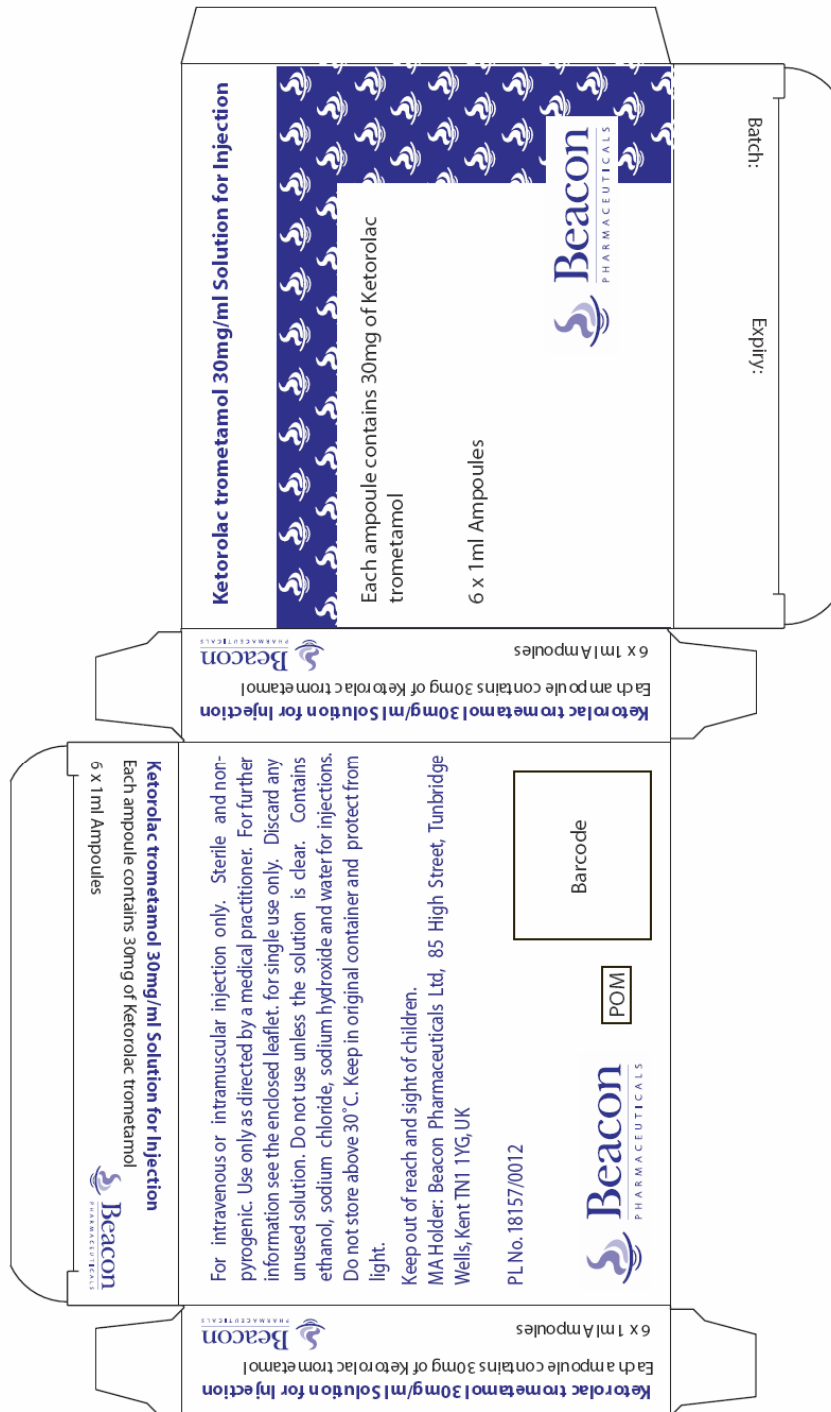 Ketorolac trometamol 30mg/ml Solution for Injection
Each ampoule contains 30mg of Ketorolac
trometamol
6 x 1ml Ampoules
Beacon
PHARMACEUTICALS
Batch:
Expiry:
Ketorolac trometamol 30mg/ml Solution for Injection
Each ampoule contains 30mg of Ketorolac trometamol
6 x 1ml Ampoules
Beacon
PHARMACEUTICALS
Ketorolac trometamol 30mg/ml Solution for Injection
Each ampoule contains 30mg of Ketorolac trometamol
6 x 1ml Ampoules
Beacon
PHARMACEUTICALS
For intravenous or intramuscular injection only. Sterile and non-
pyrogenic. Use only as directed by a medical practitioner. For further
information see the enclosed leaflet. for single use only. Discard any
unused solution. Do not use unless the solution is clear. Contains
ethanol, sodium chloride, sodium hydroxide and water for injections.
Do not store above 30°C. Keep in original container and protect from
light.
Keep out of reach and sight of children.
MA Holder: Beacon Pharmaceuticals Ltd, 85 High Street, Tunbridge
Wells, Kent TN1 1YG, UK
PL No. 18157/0012
Beacon
PHARMACEUTICALS
POM
Barcode
Ketorolac trometamol 30mg/ml Solution for Injection
Each ampoule contains 30mg of Ketorolac trometamol
6 x 1ml Ampoules
Beacon
PHARMACEUTICALS